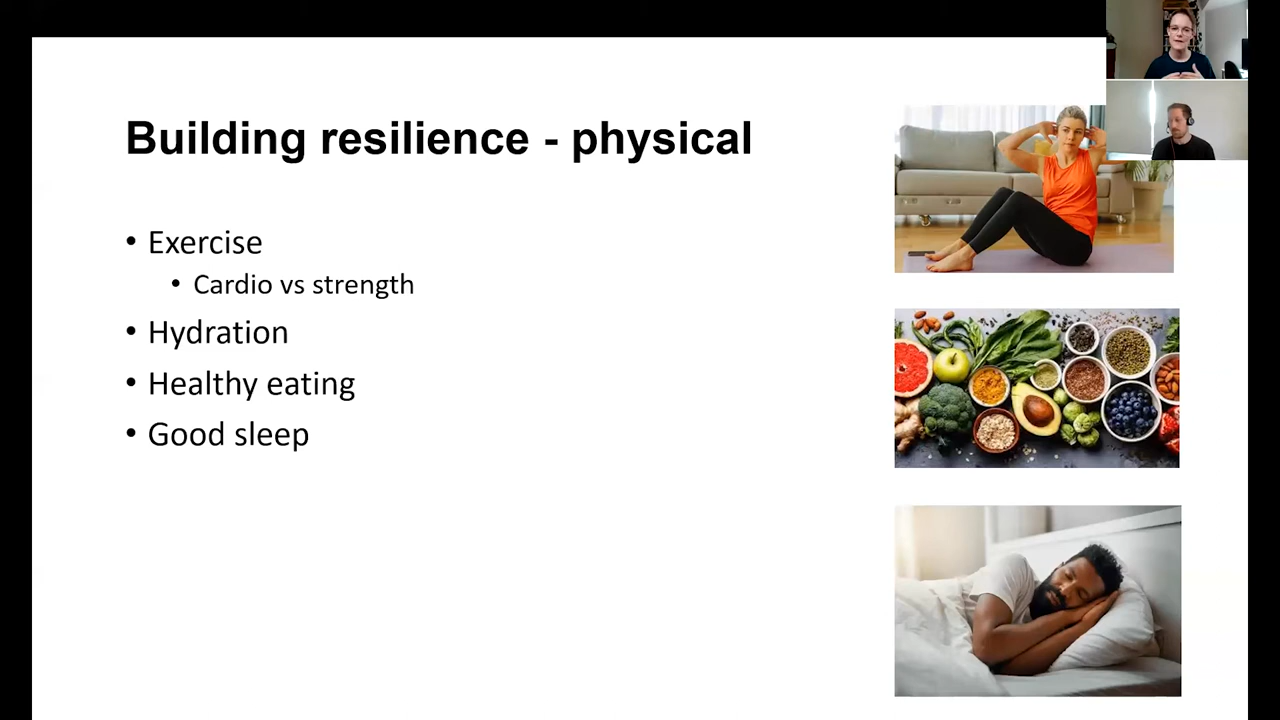 Building resilience - physical
• Exercise
• Cardio vs strength
• Hydration
• Healthy eating
• Good sleep